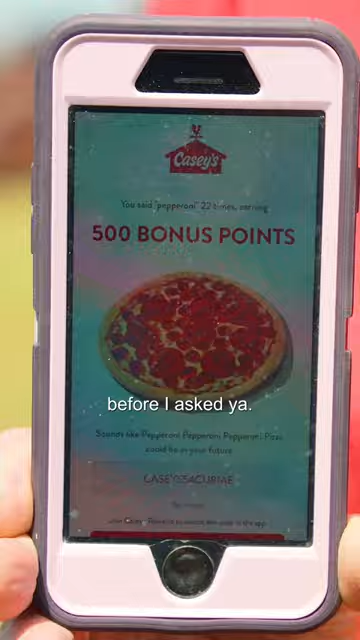 Casey's
You said "pepperoni" 22 times, earning
500 BONUS POINTS
before I asked ya.
Sounds like Pepperoni Pepperoni Pepperoni Pizza
could be in your future.